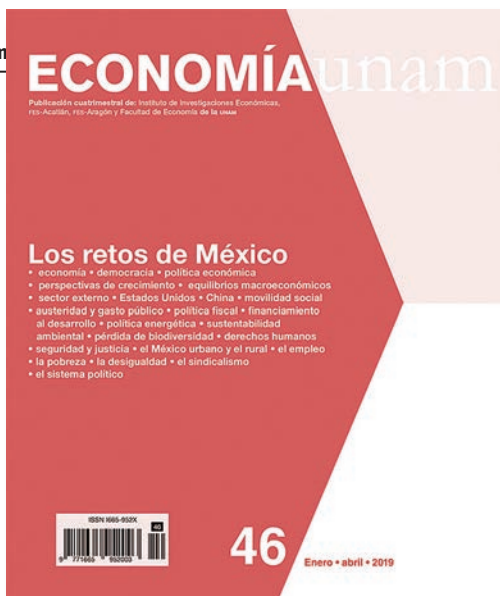 m
ECONOMÍAunam
Publicación cuatrimestral de: Instituto de Investigaciones Económicas,
FES-Acatlán, FES-Aragón y Facultad de Economía de la UNAM
Los retos de México
• economía • democracia • política económica
• perspectivas de crecimiento • equilibrios macroeconómicos
• sector externo • Estados Unidos • China • movilidad social
• austeridad y gasto público • política fiscal • financiamiento
al desarrollo • política energética • sustentabilidad
ambiental • pérdida de biodiversidad • derechos humanos
• seguridad y justicia • el México urbano y el rural • el empleo
• la pobreza • la desigualdad • el sindicalismo
• el sistema político
ISSN 1665-952X
46
9 771665 952003
46
Enero • abril • 2019